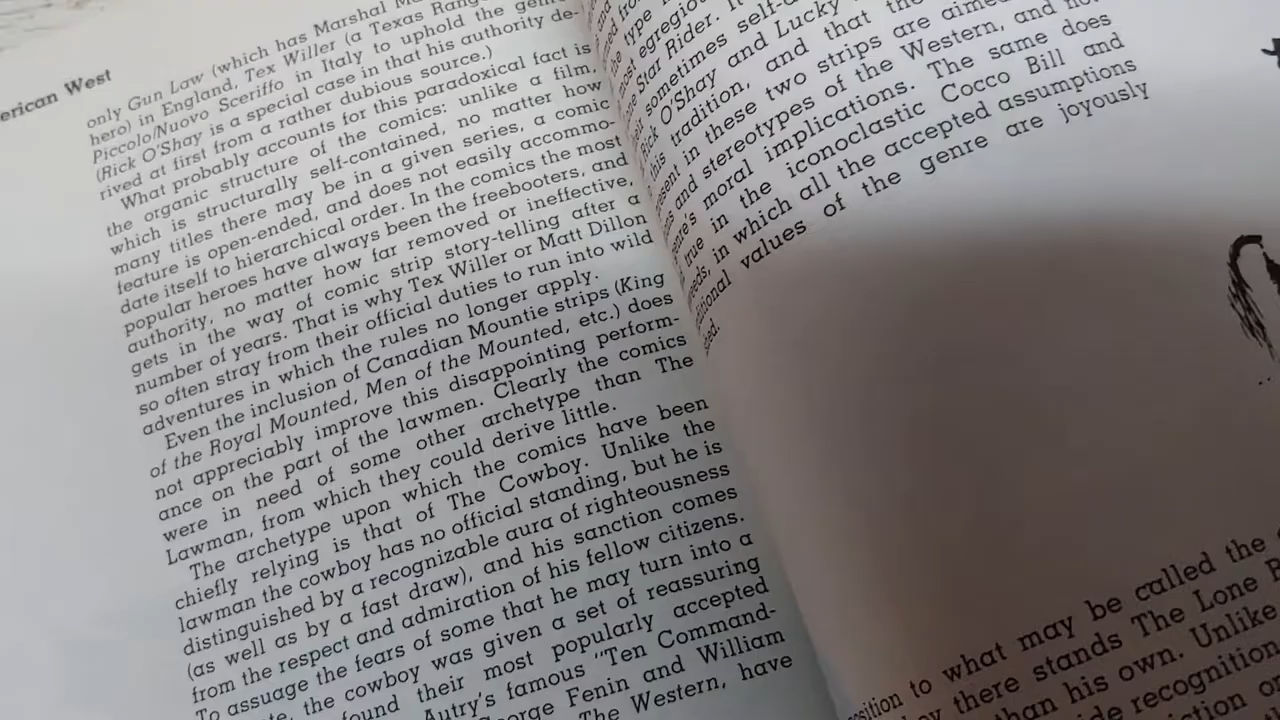 erican West
only Gun Law (which has Marshal
hero) in England, Tex Willer (a Texas
Piccolo/Nuovo Sceriffo in Italy to uphold the
(Rick O'Shay is a special case in that his authority de-
rived at first from a rather dubious source.)
What probably accounts for this paradoxical fact is
the organic structure of the comics: unlike a film,
which is structurally self-contained, no matter how
many titles there may be in a given series, a comic
feature is open-ended, and does not easily accommo-
date itself to hierarchical order. In the comics the most
popular heroes have always been the freebooters, and
authority, no matter how far removed or ineffective,
gets in the way of comic strip story-telling after a
number of years. That is why Tex Willer or Matt Dillon
so often stray from their official duties to run into wild
adventures in which the rules no longer apply.
Even the inclusion of Canadian Mountie strips (King
of the Royal Mounted, Men of the Mounted, etc.) does
not appreciably improve this disappointing perform-
ance on the part of the lawmen. Clearly the comics
were in need of some other archetype than The
Lawman, from which they could derive little.
The archetype upon which the comics have been
chiefly relying is that of The Cowboy. Unlike the
lawman the cowboy has no official standing, but he is
distinguished by a recognizable aura of righteousness
(as well as by a fast draw), and his sanction comes
from the respect and admiration of his fellow citizens.
To assuage the fears of some that he may turn into a
the cowboy was given a set of reassuring
found their most popularly accepted
Autry's famous "Ten Command-
Fenin and William
The Western, have
type
most egregio
Star Rider.
sometimes self-
Rick O'Shay and Lucky
this tradition, and that the
present in these two strips are aimed
and stereotypes of the Western, and
genre's moral implications. The same does
true in the iconoclastic Cocco Bill and
in which all the accepted assumptions
values of the genre are joyously
sition to what may be called the
there stands The Lone
than his own. Unlike
recognition